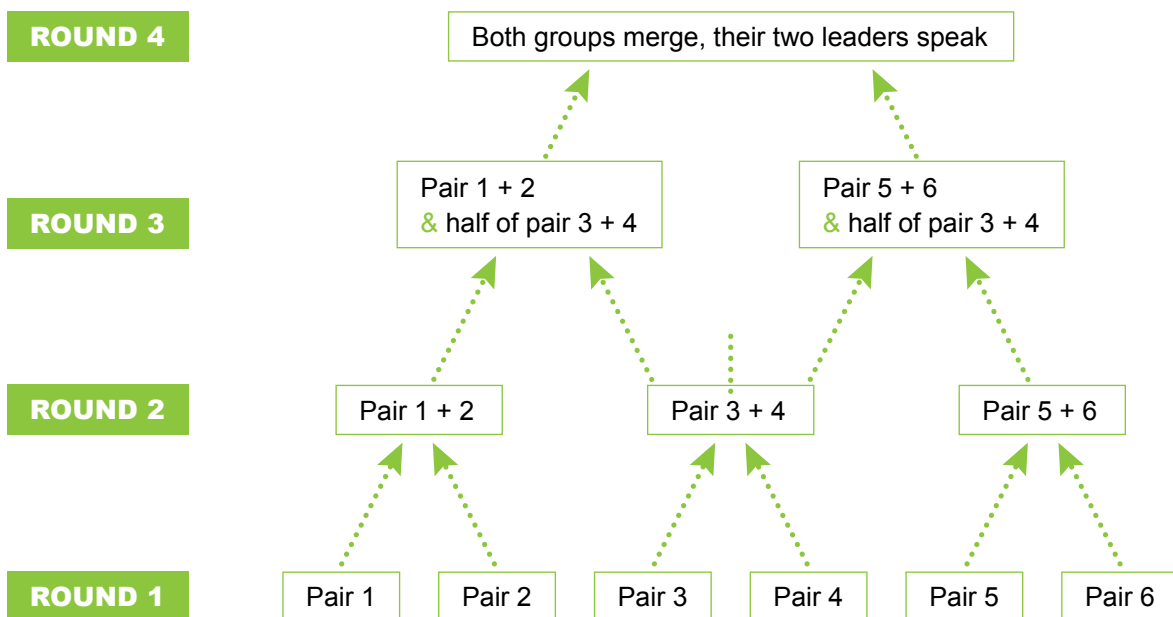 ROUND 4
Both groups merge, their two leaders speak
ROUND 3
Pair 1 + 2
& half of pair 3 + 4
Pair 5 + 6
& half of pair 3 + 4
ROUND 2
Pair 1 + 2
Pair 3 + 4
Pair 5 + 6
ROUND 1
Pair 1
Pair 2
Pair 3
Pair 4
Pair 5
Pair 6